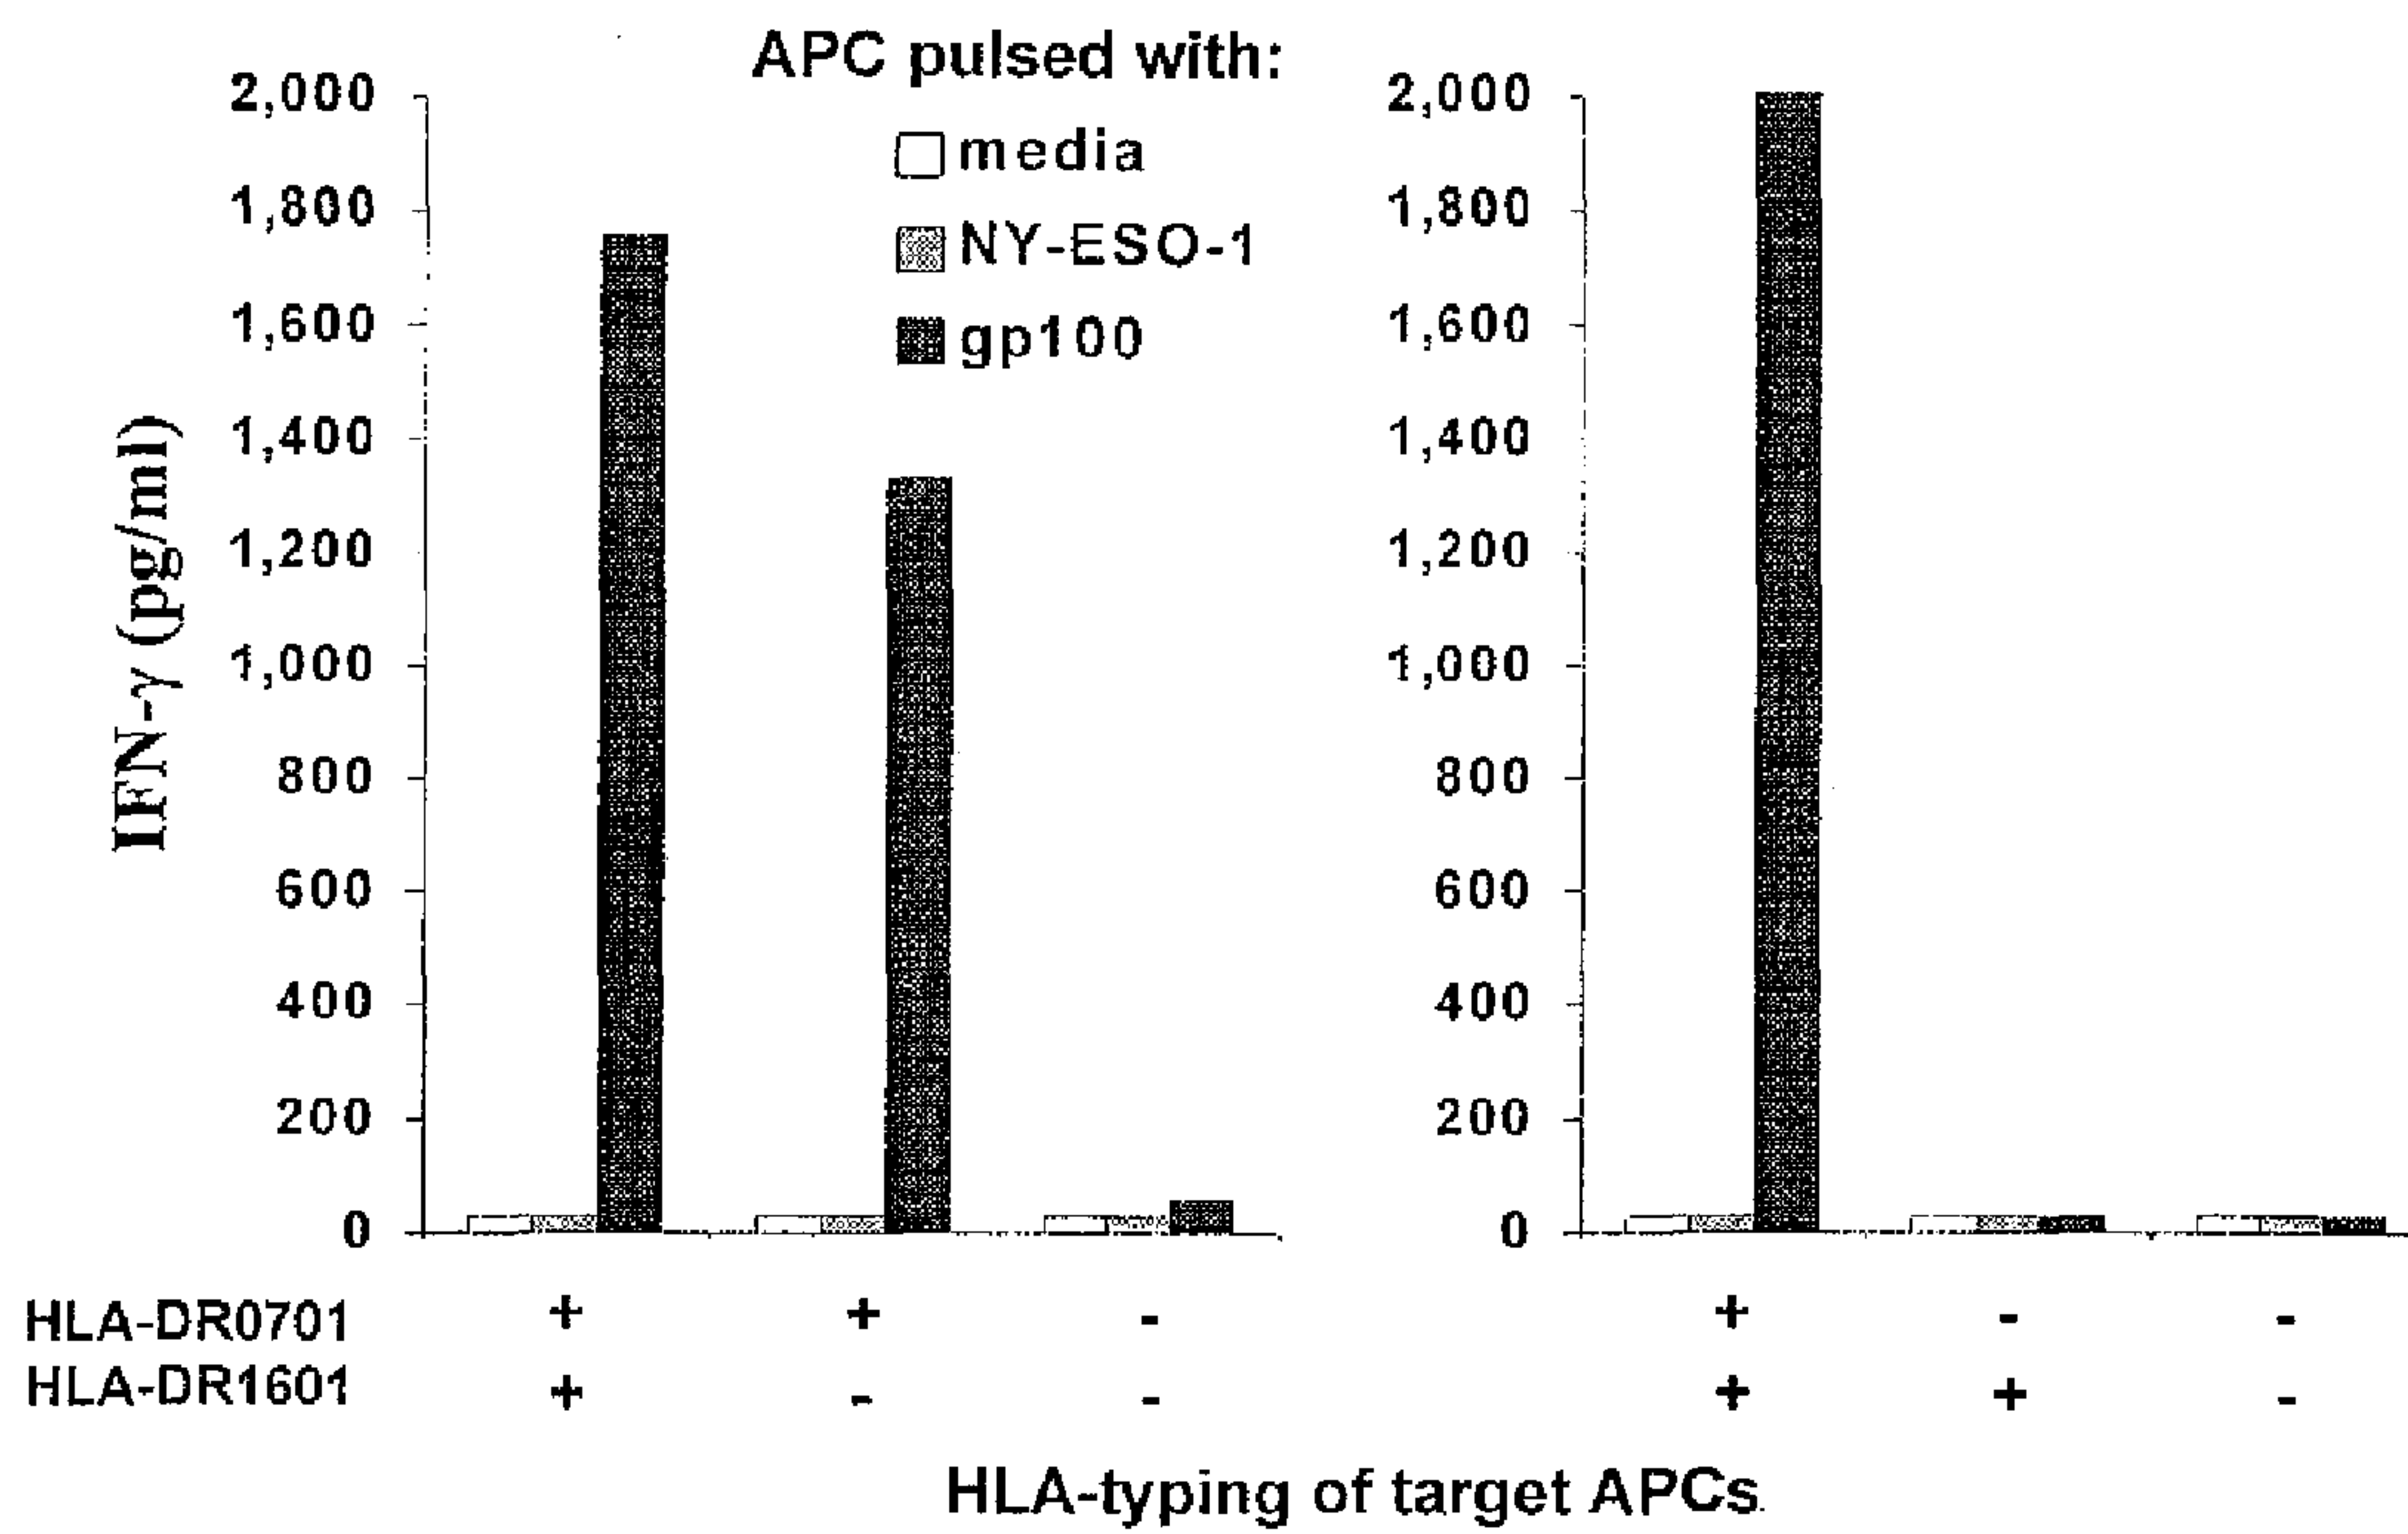 APC pulsed with:
media
NY-ESO-1
gp100
IFN-γ (pg/ml)
2,000
1,800
1,600
1,400
1,200
1,000
800
600
400
200
0
2,000
1,800
1,600
1,400
1,200
1,000
800
600
400
200
0
HLA-DR0701 + + - + - -
HLA-DR1601 + - - + + -
HLA-typing of target APCs